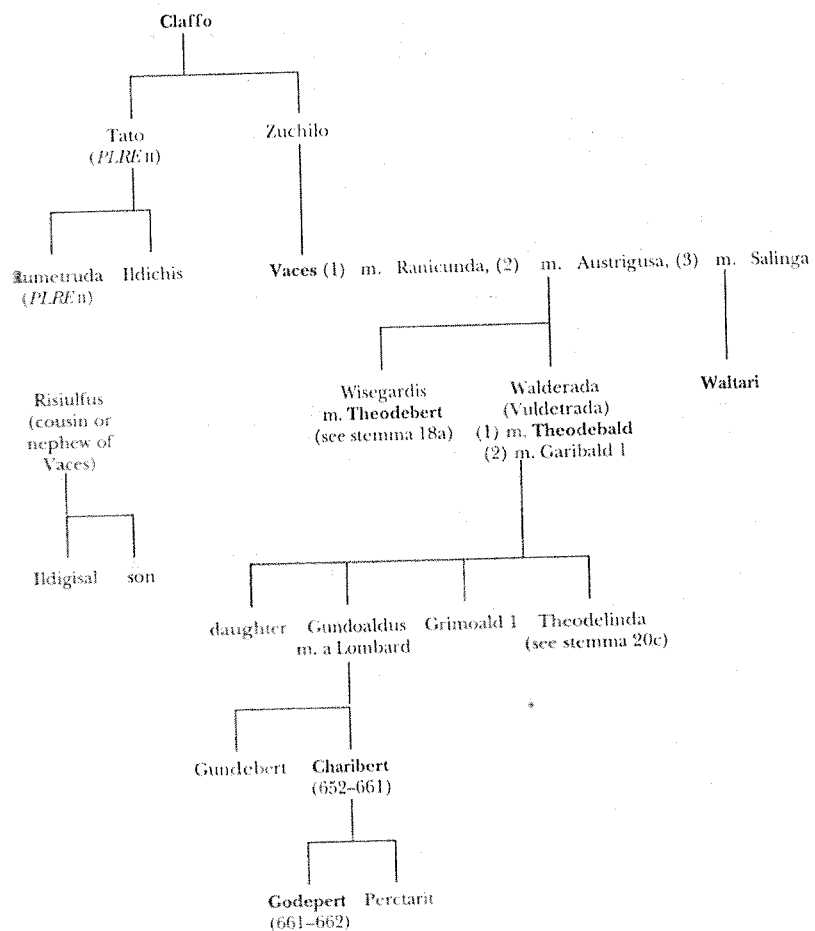 Claffo
Tato
(PLRE II)
Zuchilo
Ildichis
(PLRE II)
Vaces (1) m. Ranicunda, (2) m. Austrigusa, (3) m. Salinga
Risiulfus
(cousin or
nephew of
Vaces)
Wisegardis
m. Theodebert
(see stemma 18a)
Walderada
(Vuldetrada)
(1) m. Theodebald
(2) m. Garibald 1
Waltari
Ildigisal son
daughter
Gundoaldus
m. a Lombard
Grimoald 1
Theodelinda
(see stemma 20c)
Gundebert
Charibert
(652–661)
Godepert
(661–662)
Perctarit